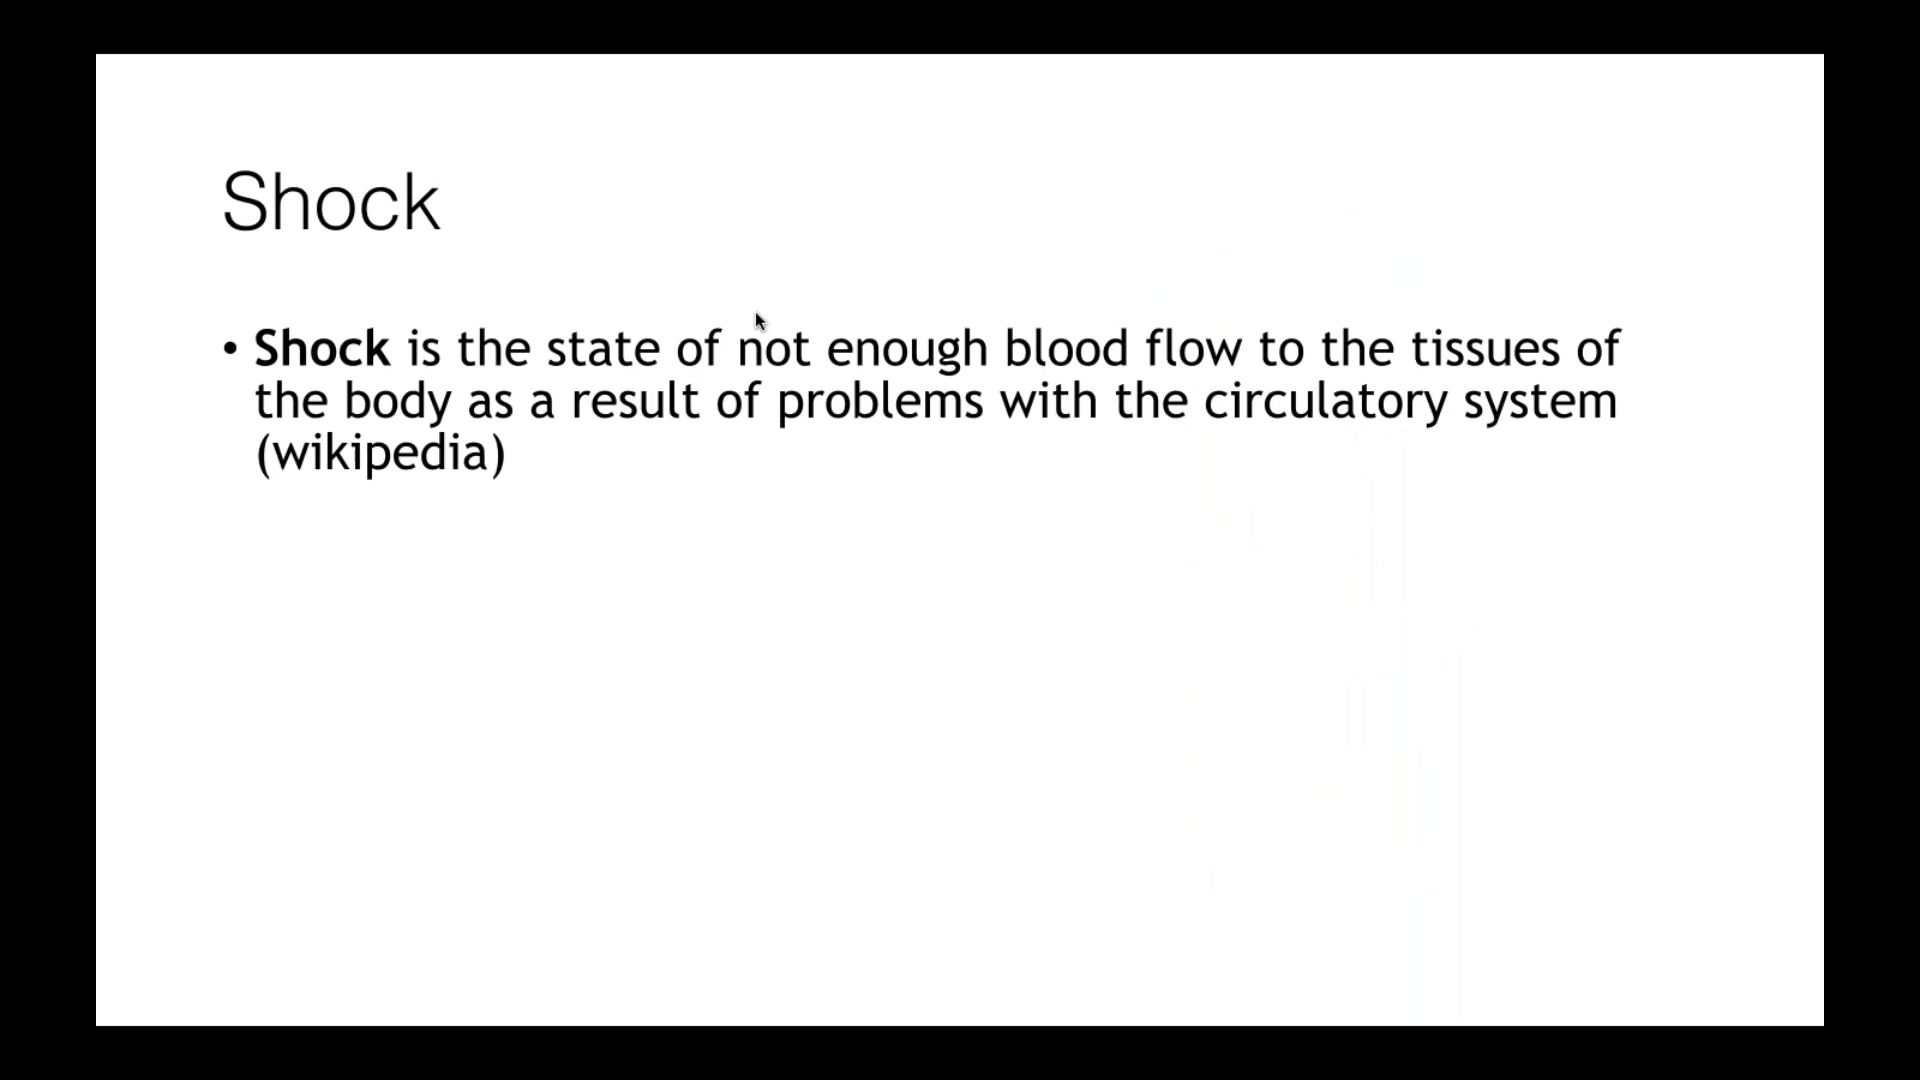 Shock
• Shock is the state of not enough blood flow to the tissues of
the body as a result of problems with the circulatory system
(wikipedia)